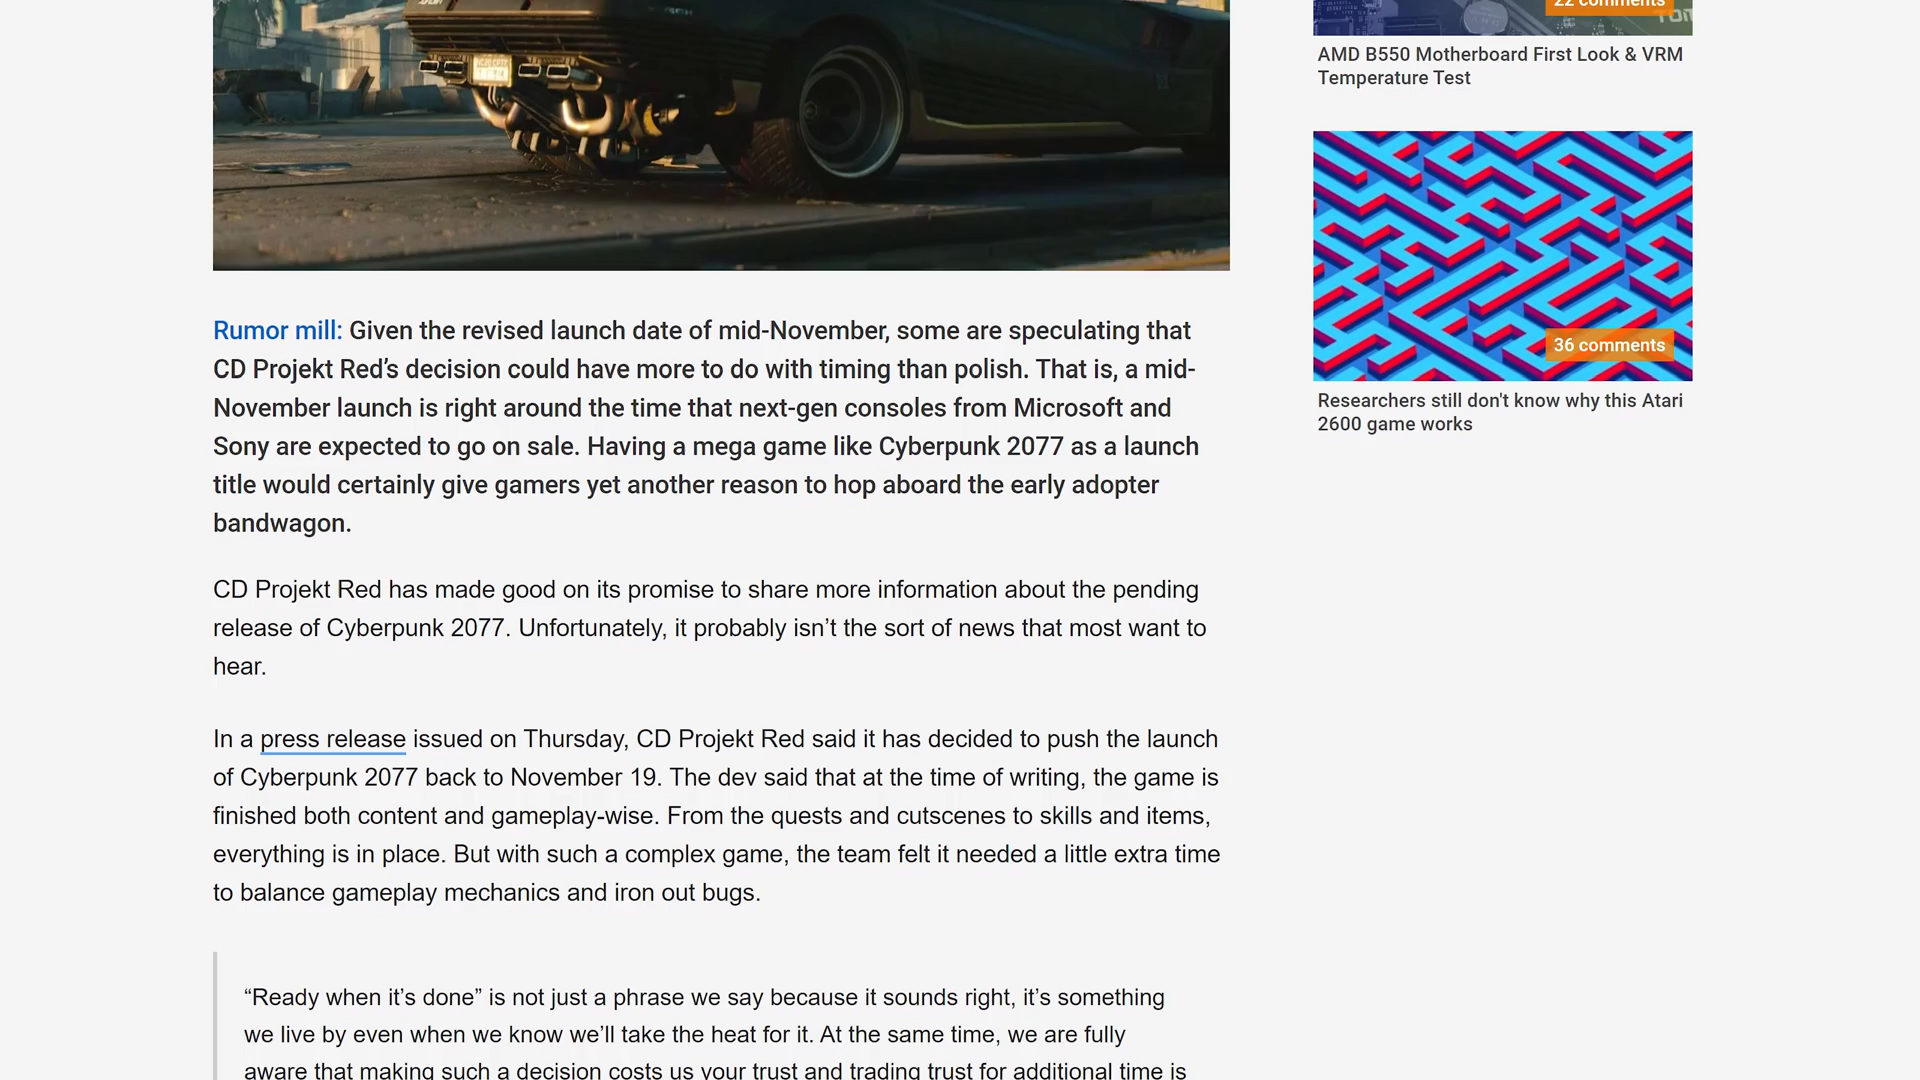 22 comments
AMD B550 Motherboard First Look & VRM
Temperature Test
36 comments
Researchers still don't know why this Atari
2600 game works
Rumor mill: Given the revised launch date of mid-November, some are speculating that
CD Projekt Red’s decision could have more to do with timing than polish. That is, a mid-
November launch is right around the time that next-gen consoles from Microsoft and
Sony are expected to go on sale. Having a mega game like Cyberpunk 2077 as a launch
title would certainly give gamers yet another reason to hop aboard the early adopter
bandwagon.
CD Projekt Red has made good on its promise to share more information about the pending
release of Cyberpunk 2077. Unfortunately, it probably isn’t the sort of news that most want to
hear.
In a press release issued on Thursday, CD Projekt Red said it has decided to push the launch
of Cyberpunk 2077 back to November 19. The dev said that at the time of writing, the game is
finished both content and gameplay-wise. From the quests and cutscenes to skills and items,
everything is in place. But with such a complex game, the team felt it needed a little extra time
to balance gameplay mechanics and iron out bugs.
“Ready when it’s done” is not just a phrase we say because it sounds right, it’s something
we live by even when we know we’ll take the heat for it. At the same time, we are fully
aware that making such a decision costs us your trust and trading trust for additional time is